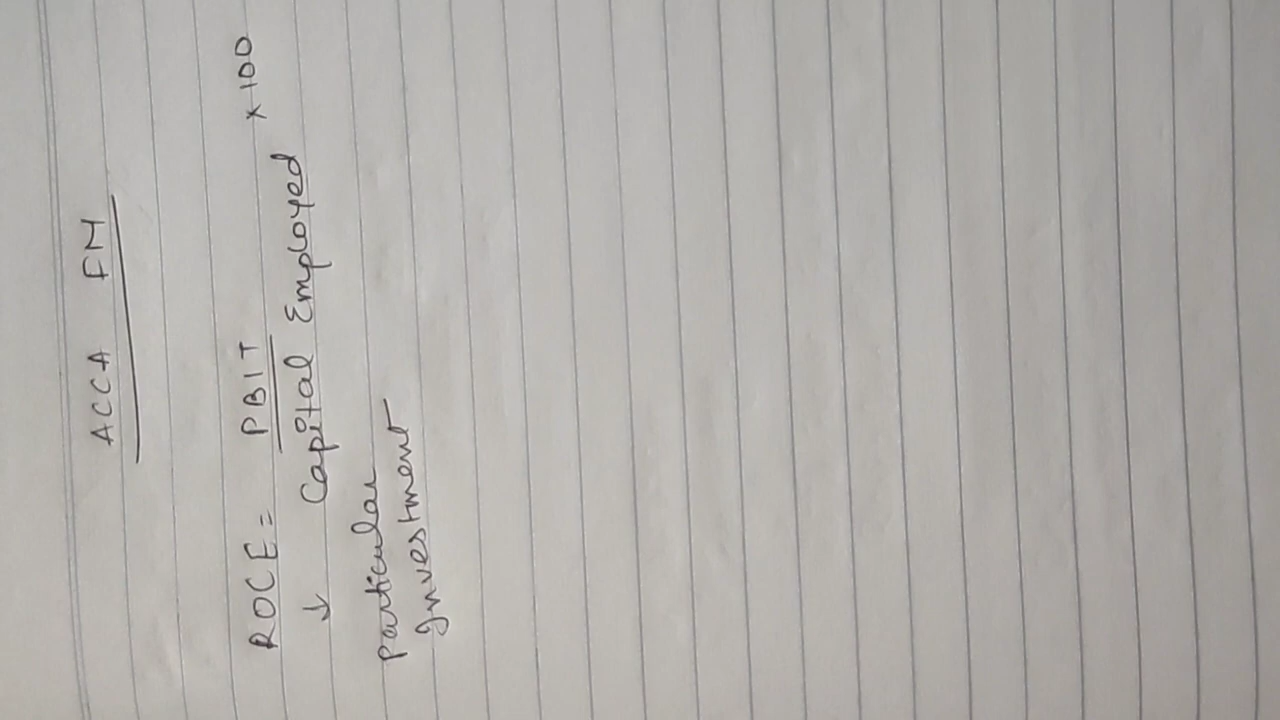 ACCA FM
ROCE = PBIT × 100
↓ Capital Employed
Particular
Investment